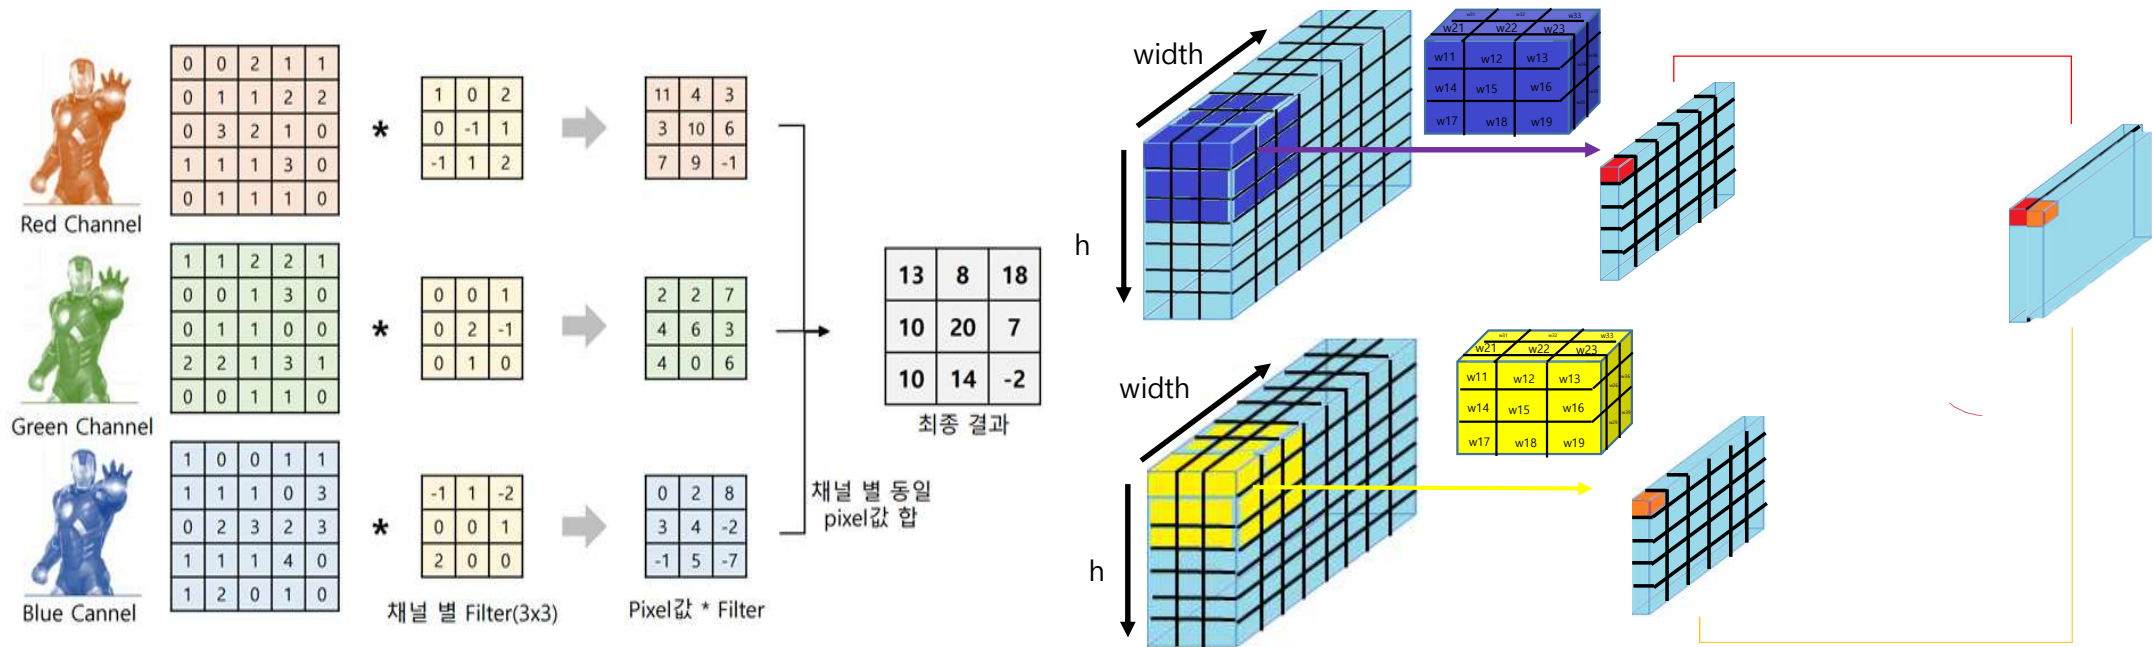 0 0 2 1 1
0 1 1 2 2
0 3 2 1 0
1 1 1 3 0
0 1 1 1 0
Red Channel
*
1 0 2
0 -1 1
-1 1 2
11 4 3
3 10 6
7 9 -1
1 1 2 2 1
0 0 1 3 0
0 1 1 0 0
2 2 1 3 1
0 0 1 1 0
Green Channel
*
0 0 1
0 2 -1
0 1 0
2 2 7
4 6 3
4 0 6
1 0 0 1 1
1 1 1 0 3
0 2 3 2 3
1 1 1 4 0
1 2 0 1 0
Blue Cannel
*
-1 1 -2
0 0 1
2 0 0
채널 별 Filter(3x3)
0 2 8
3 4 -2
-1 5 -7
Pixel값 * Filter
채널 별 동일
pixel값 합
13 8 18
10 20 7
10 14 -2
최종 결과
width
h
w31 w32 w33
w21 w22 w23
w11 w12 w13
w14 w15 w16
w17 w18 w19
width
h
w31 w32 w33
w21 w22 w23
w11 w12 w13
w14 w15 w16
w17 w18 w19